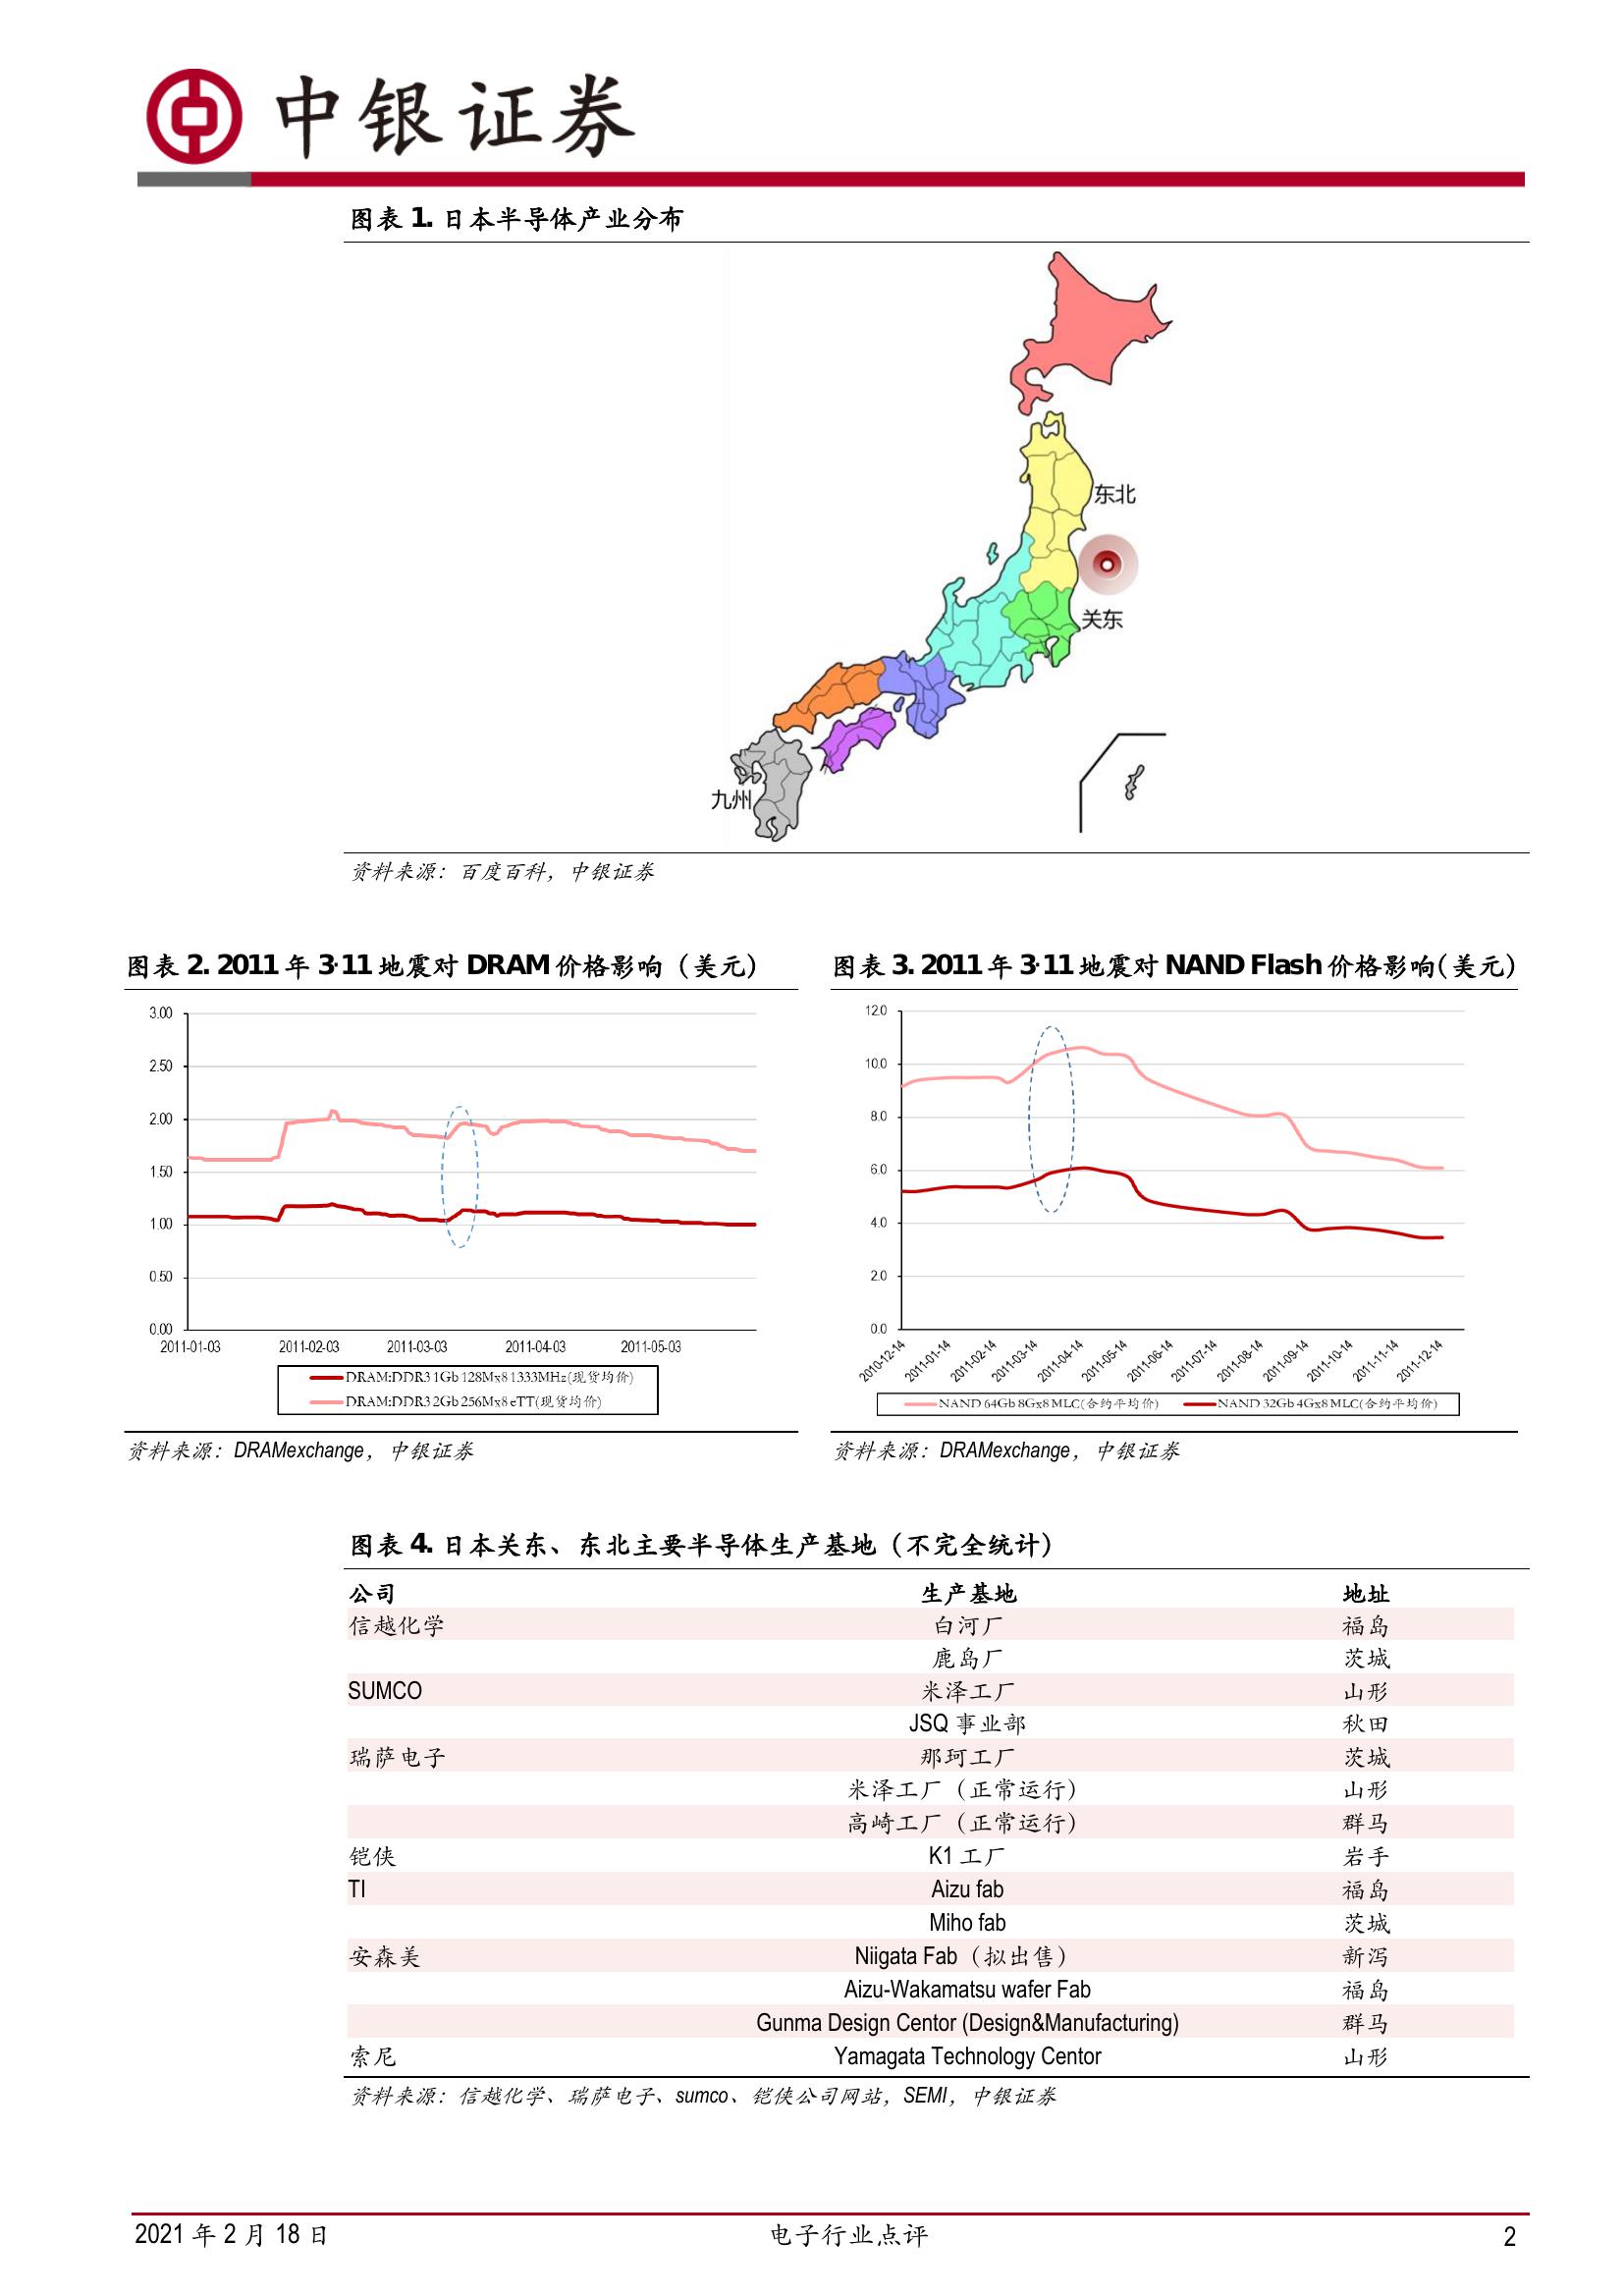 中银证券
图表 1. 日本半导体产业分布
东北
关东
九州
资料来源：百度百科，中银证券
图表 2. 2011 年 3·11 地震对 DRAM 价格影响（美元）
3.00
2.50
2.00
1.50
1.00
0.50
0.00
2011-01-03 2011-02-03 2011-03-03 2011-04-03 2011-05-03
DRAM:DDR3 1Gb 128Mx8 1333MHz(现货均价)
DRAM:DDR3 2Gb 256Mx8 eTT(现货均价)
资料来源：DRAMexchange，中银证券
图表 3. 2011 年 3·11 地震对 NAND Flash 价格影响(美元)
12.0
10.0
8.0
6.0
4.0
2.0
0.0
2010-12-14 2011-01-14 2011-02-14 2011-03-14 2011-04-14 2011-05-14 2011-06-14 2011-07-14 2011-08-14 2011-09-14 2011-10-14 2011-11-14 2011-12-14
NAND 64Gb 8Gx8 MLC(合约平均价) NAND 32Gb 4Gx8 MLC(合约平均价)
资料来源：DRAMexchange，中银证券
图表 4. 日本关东、东北主要半导体生产基地（不完全统计）
公司 生产基地 地址
信越化学 白河厂 福岛
鹿岛厂 茨城
SUMCO 米泽工厂 山形
JSQ 事业部 秋田
瑞萨电子 那珂工厂 茨城
米泽工厂（正常运行） 山形
高崎工厂（正常运行） 群马
铠侠 K1 工厂 岩手
TI Aizu fab 福岛
Miho fab 茨城
安森美 Niigata Fab（拟出售） 新泻
Aizu-Wakamatsu wafer Fab 福岛
Gunma Design Centor (Design&Manufacturing) 群马
索尼 Yamagata Technology Centor 山形
资料来源：信越化学、瑞萨电子、sumco、铠侠公司网站，SEMI，中银证券
2021 年 2 月 18 日 电子行业点评 2